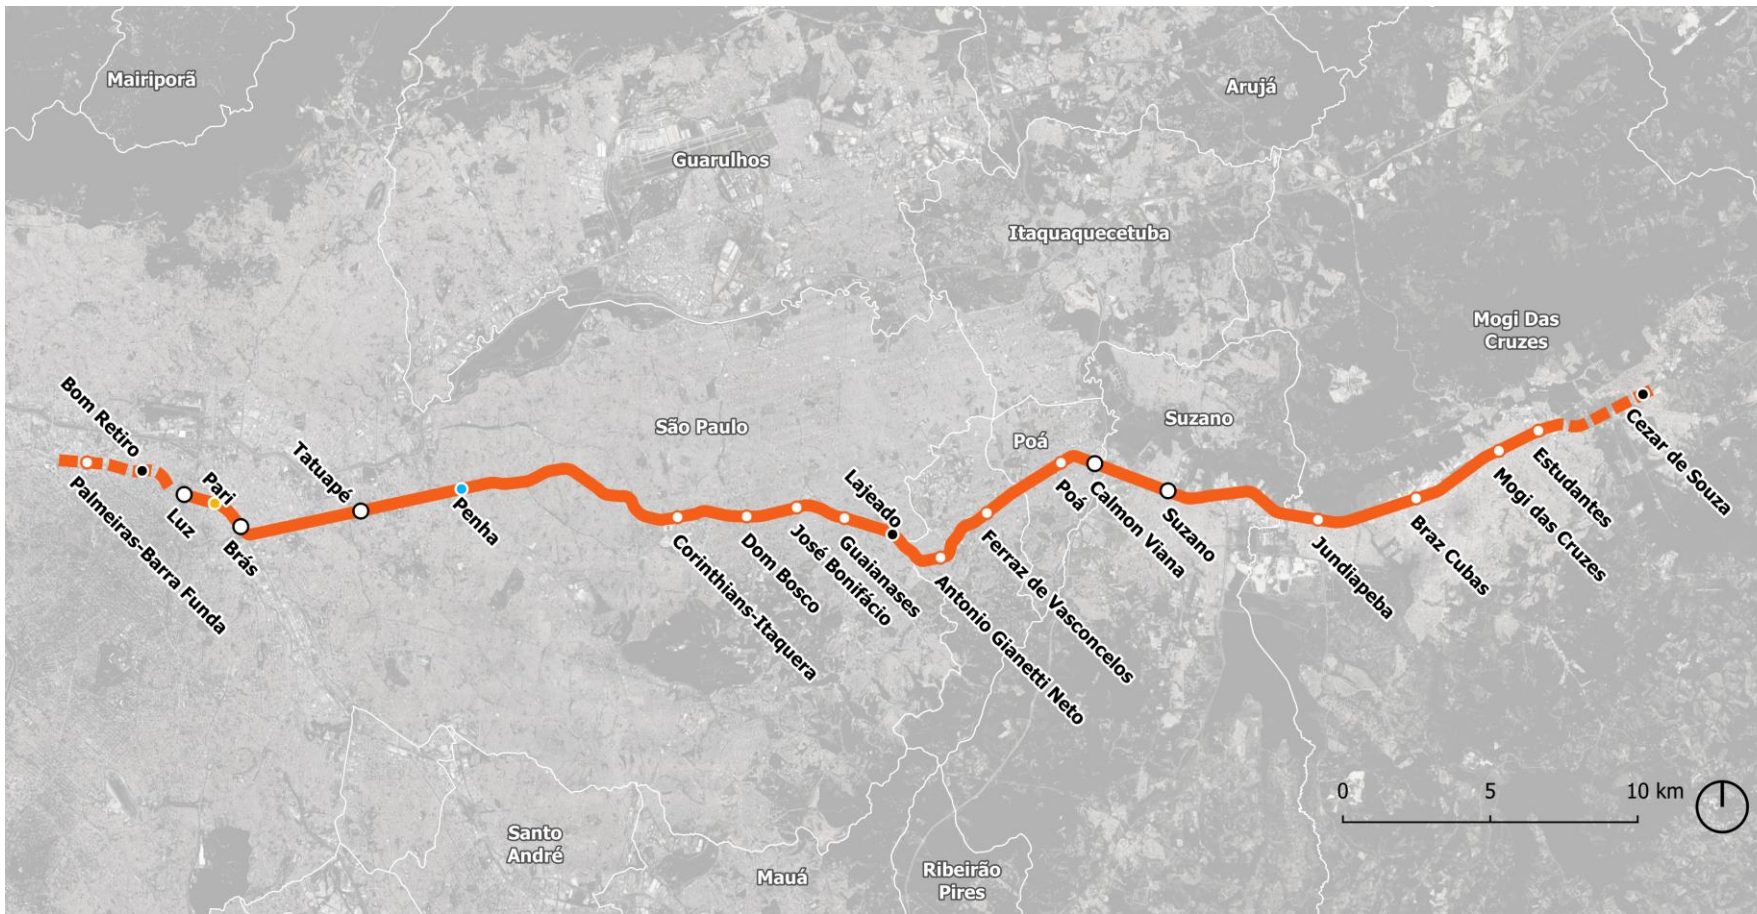 Mairiporã
Arujá
Guarulhos
Itaquaquecetuba
Mogi Das
Cruzes
Bom Retiro
São Paulo
Suzano
Poá
Tatuapé
Pari
Lajeado
Palmeiras-Barra Funda
Luz
Brás
Penha
Corinthians-Itaquera
Dom Bosco
José Bonifácio
Guaianases
Antonio Gianetti Neto
Ferraz de Vasconcelos
Poá
Calmon Viana
Suzano
Jundiapeba
Braz Cubas
Mogi das Cruzes
Estudantes
Cezar de Souza
0 5 10 km
Santo
André
Mauá
Ribeirão
Pires